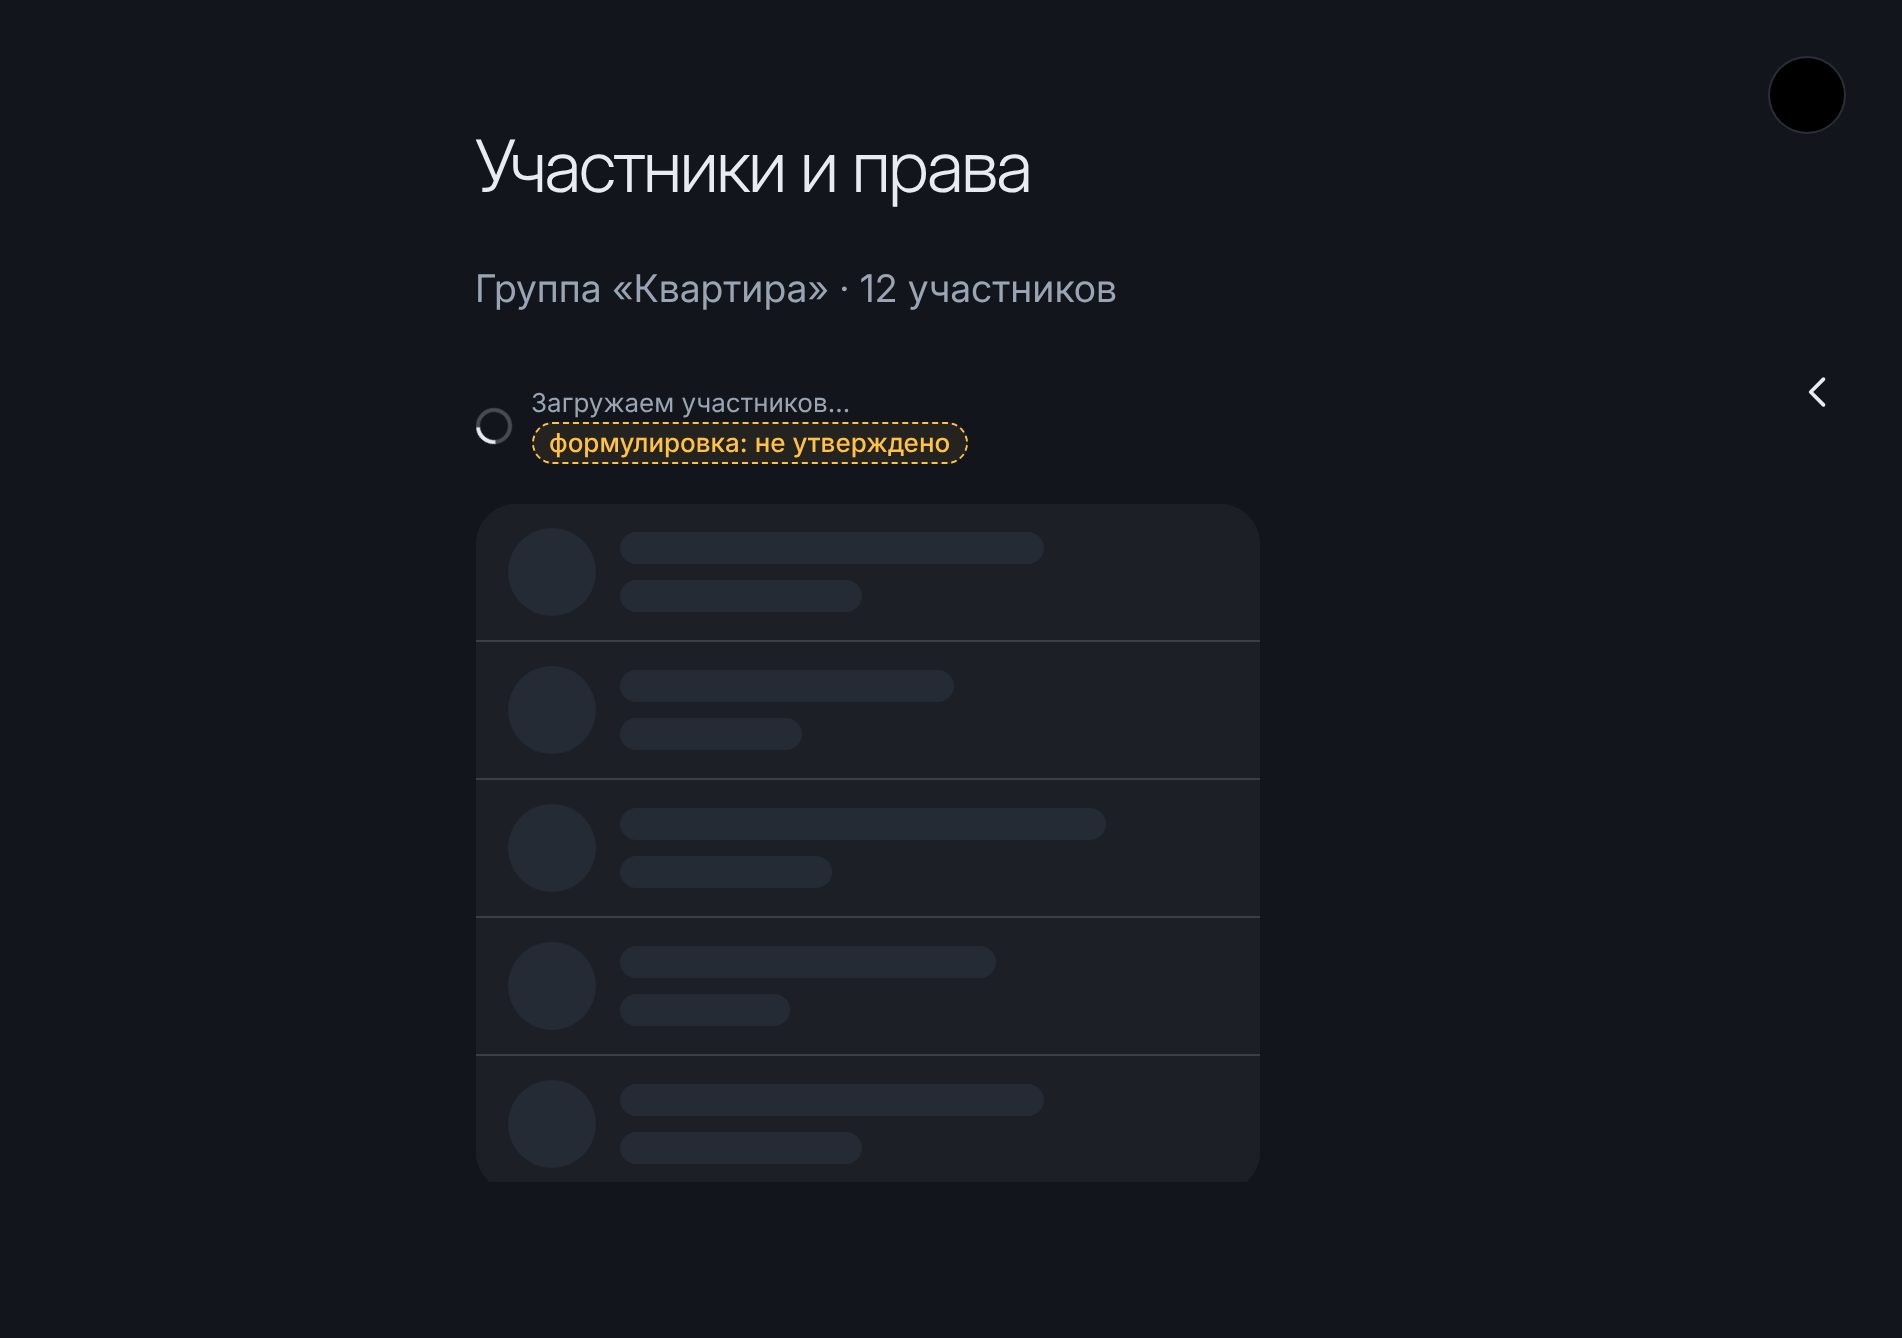 Участники и права
Группа «Квартира» · 12 участников
Загружаем участников...
формулировка: не утверждено